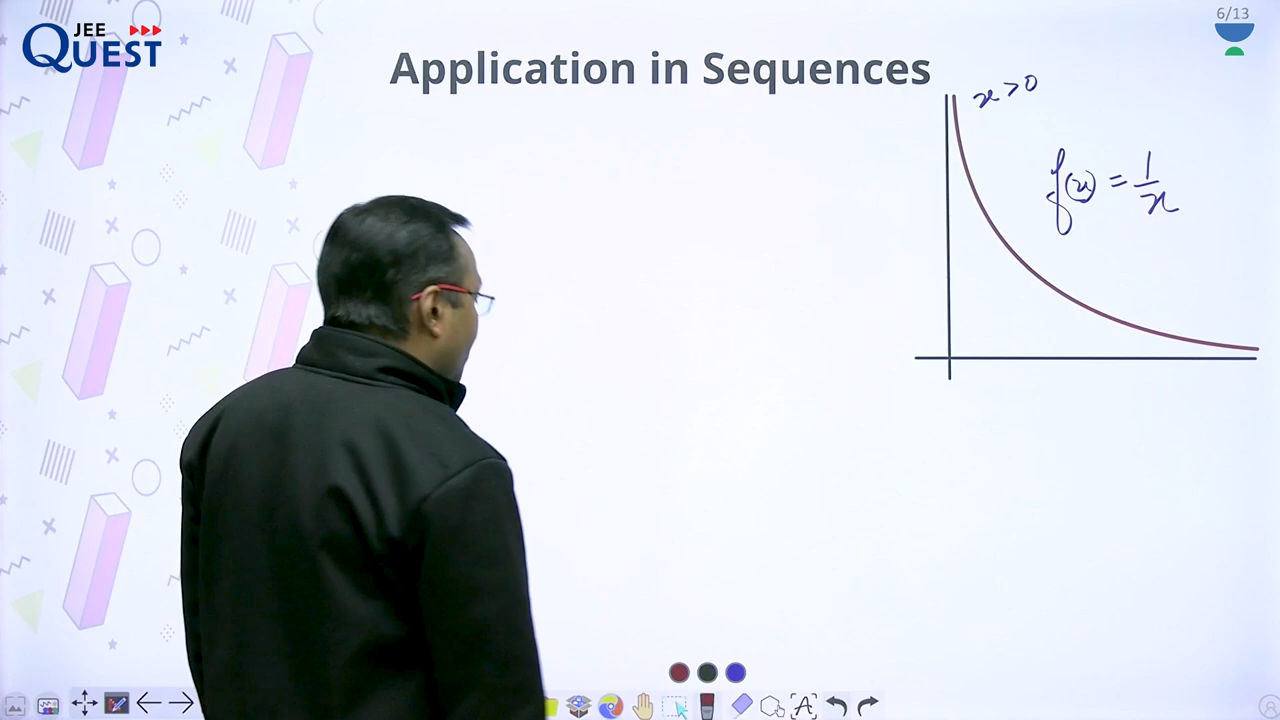 JEE
QUEST
6/13
Application in Sequences
x > 0
f(x) = 1/x